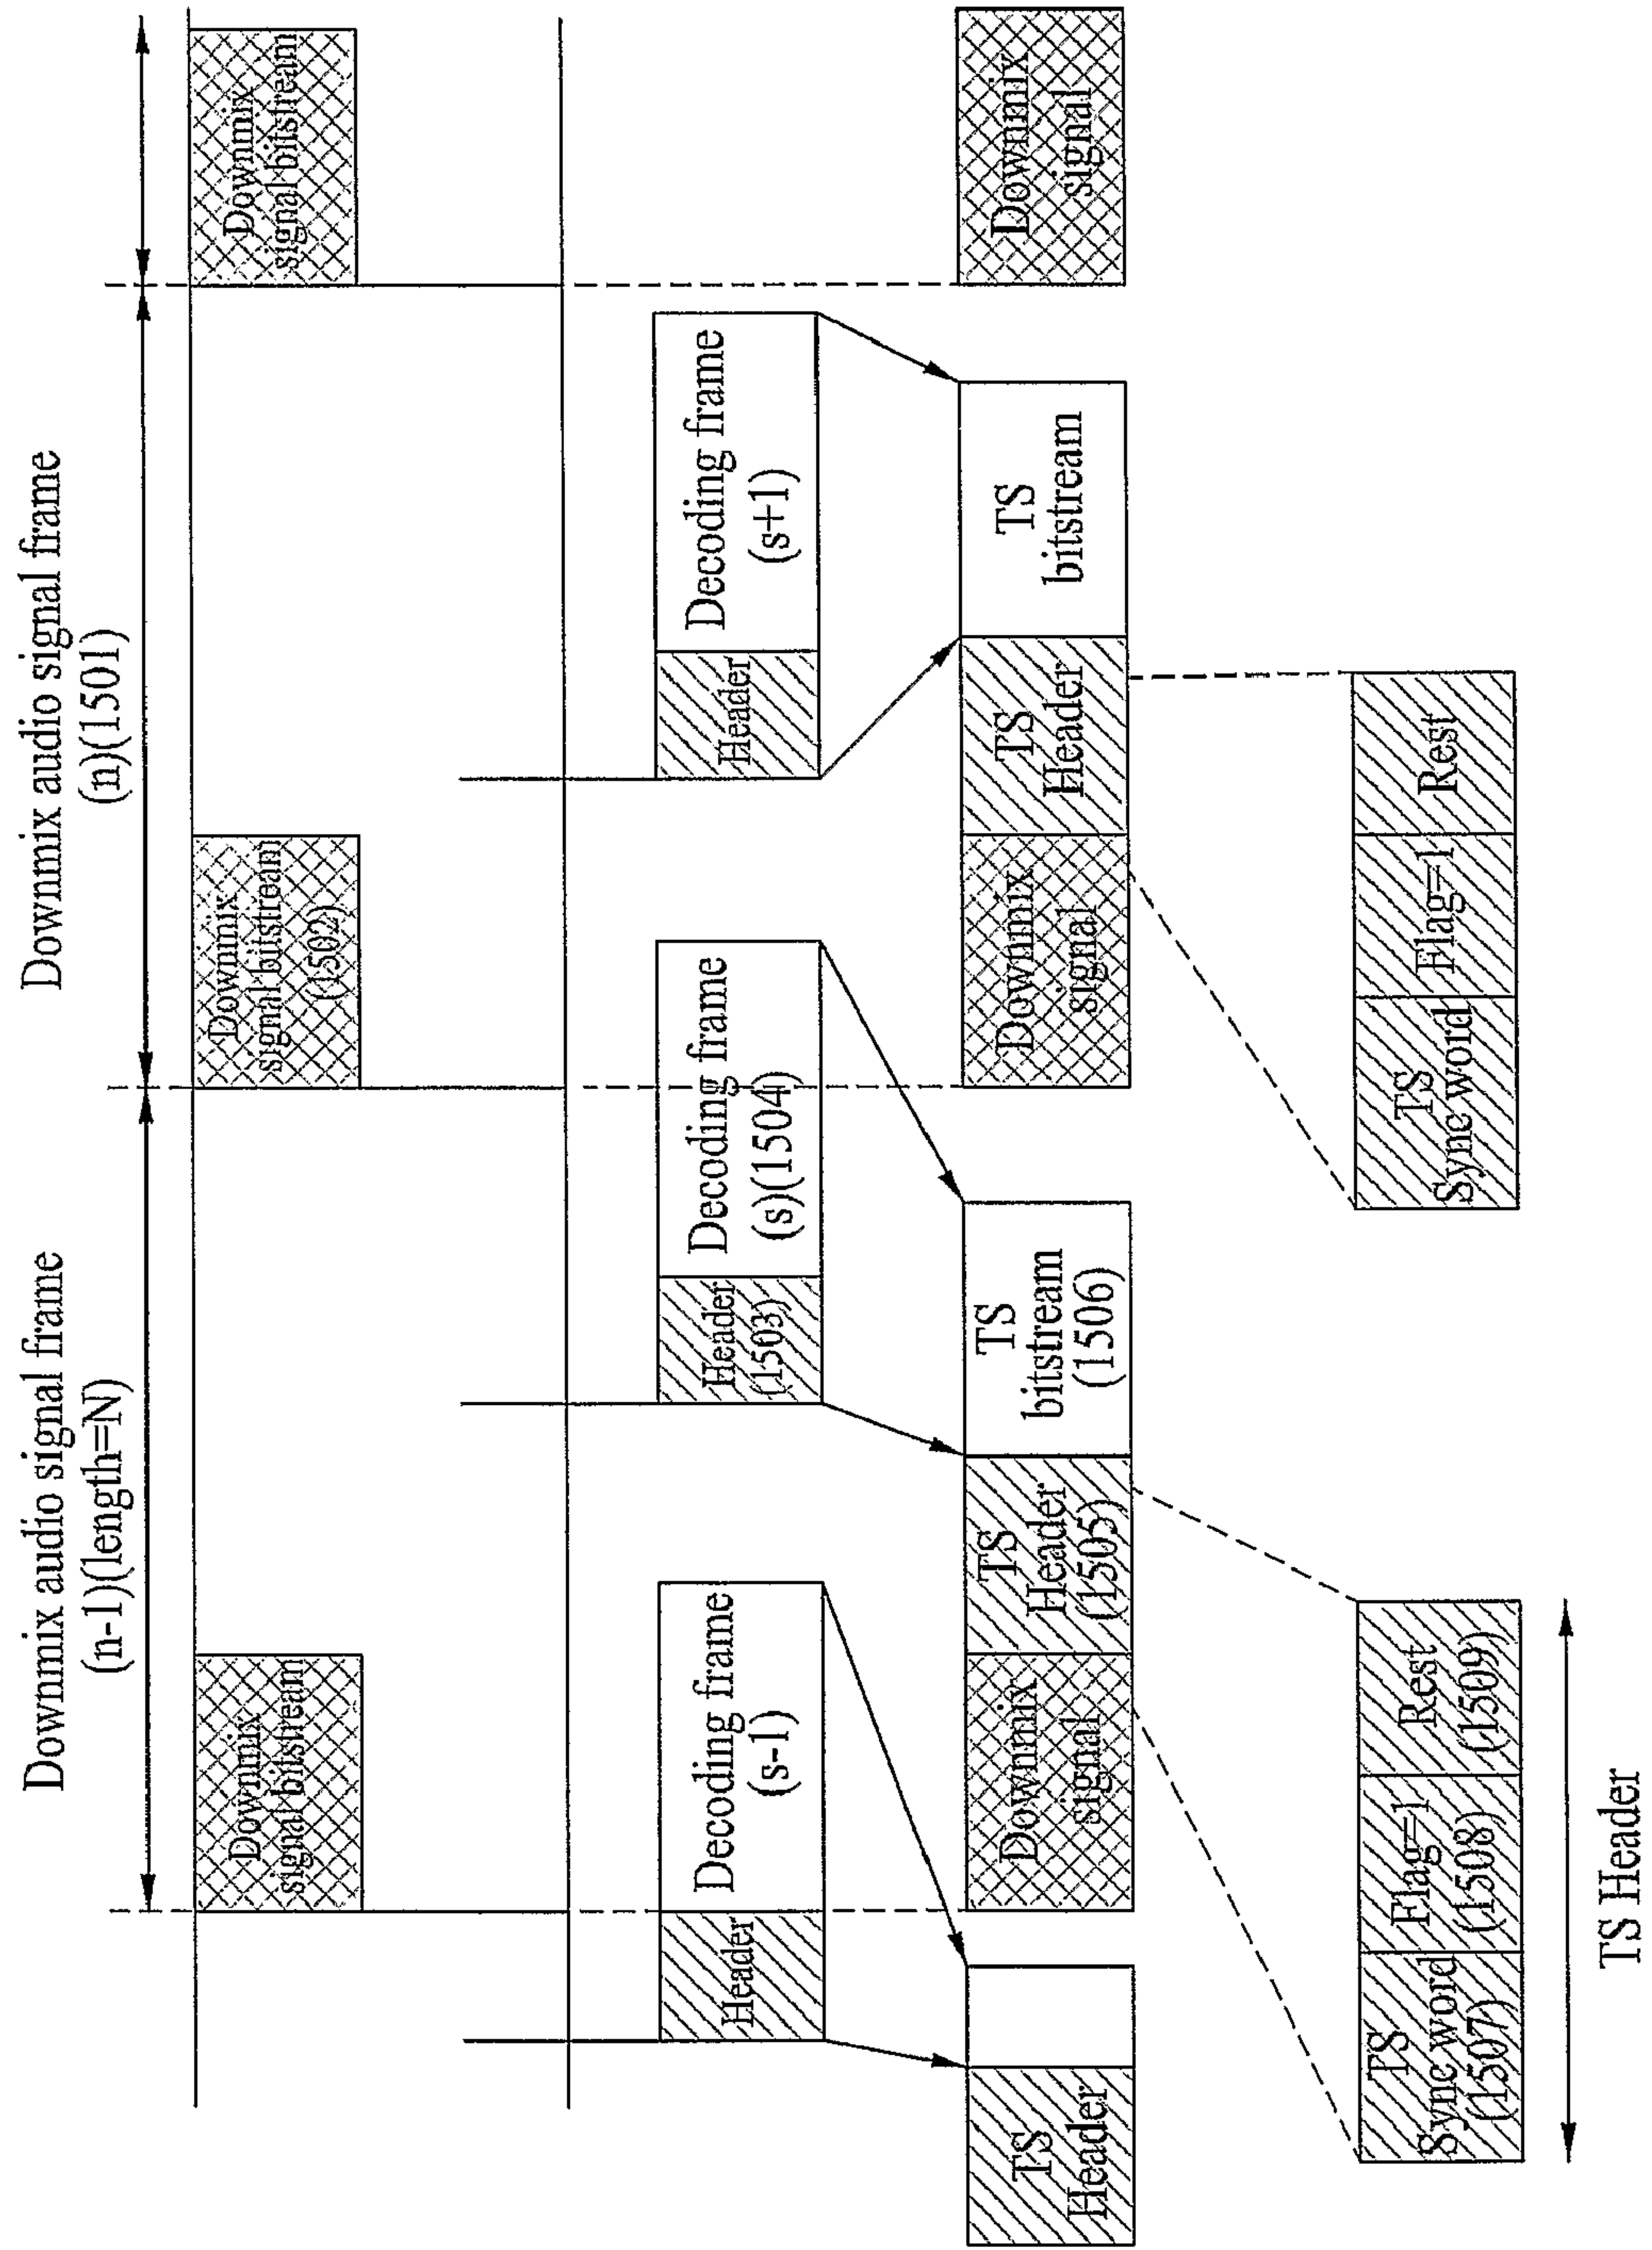 Downmix audio signal frame
(n-1)(length=N)
Downmix audio signal frame
(n)(1501)
Downmix
signal bitstream
Downmix
signal bitstream
(1502)
Downmix
signal bitstream
Header
Decoding frame
(s-1)
Header
(1503)
Decoding frame
(s)(1504)
Header
Decoding frame
(s+1)
TS
Header
Downmix
signal
TS
Header
(1505)
TS
bitstream
(1506)
Downmix
signal
TS
Header
TS
bitstream
Downmix
signal
TS
Sync word
(1507)
Flag=1
(1508)
Rest
(1509)
TS
Sync word
Flag=1
Rest
TS Header